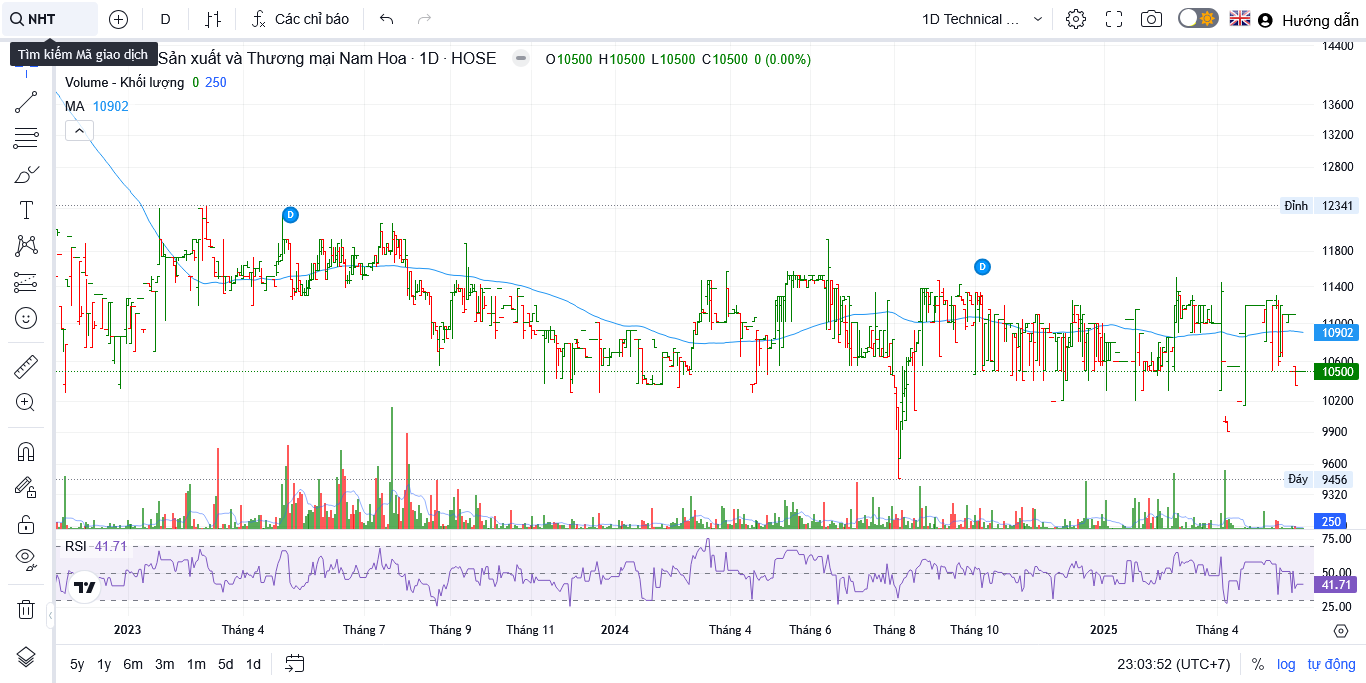 NHT
D
Các chỉ báo
1D Technical ...
Hướng dẫn
Tìm kiếm Mã giao dịch
Sản xuất và Thương mại Nam Hoa · 1D · HOSE
O10500 H10500 L10500 C10500 0 (0.00%)
Volume - Khối lượng 0 250
MA 10902
14400
13600
13200
12800
Đỉnh 12341
11800
11400
11000
10902
10600
10500
10200
9900
9600
Đáy 9456
9320
250
D
D
RSI 41.71
75.00
50.00
41.71
25.00
2023 Tháng 4 Tháng 7 Tháng 9 Tháng 11 2024 Tháng 4 Tháng 6 Tháng 8 Tháng 10 2025 Tháng 4
5y 1y 6m 3m 1m 5d 1d
23:03:52 (UTC+7) % log tự động